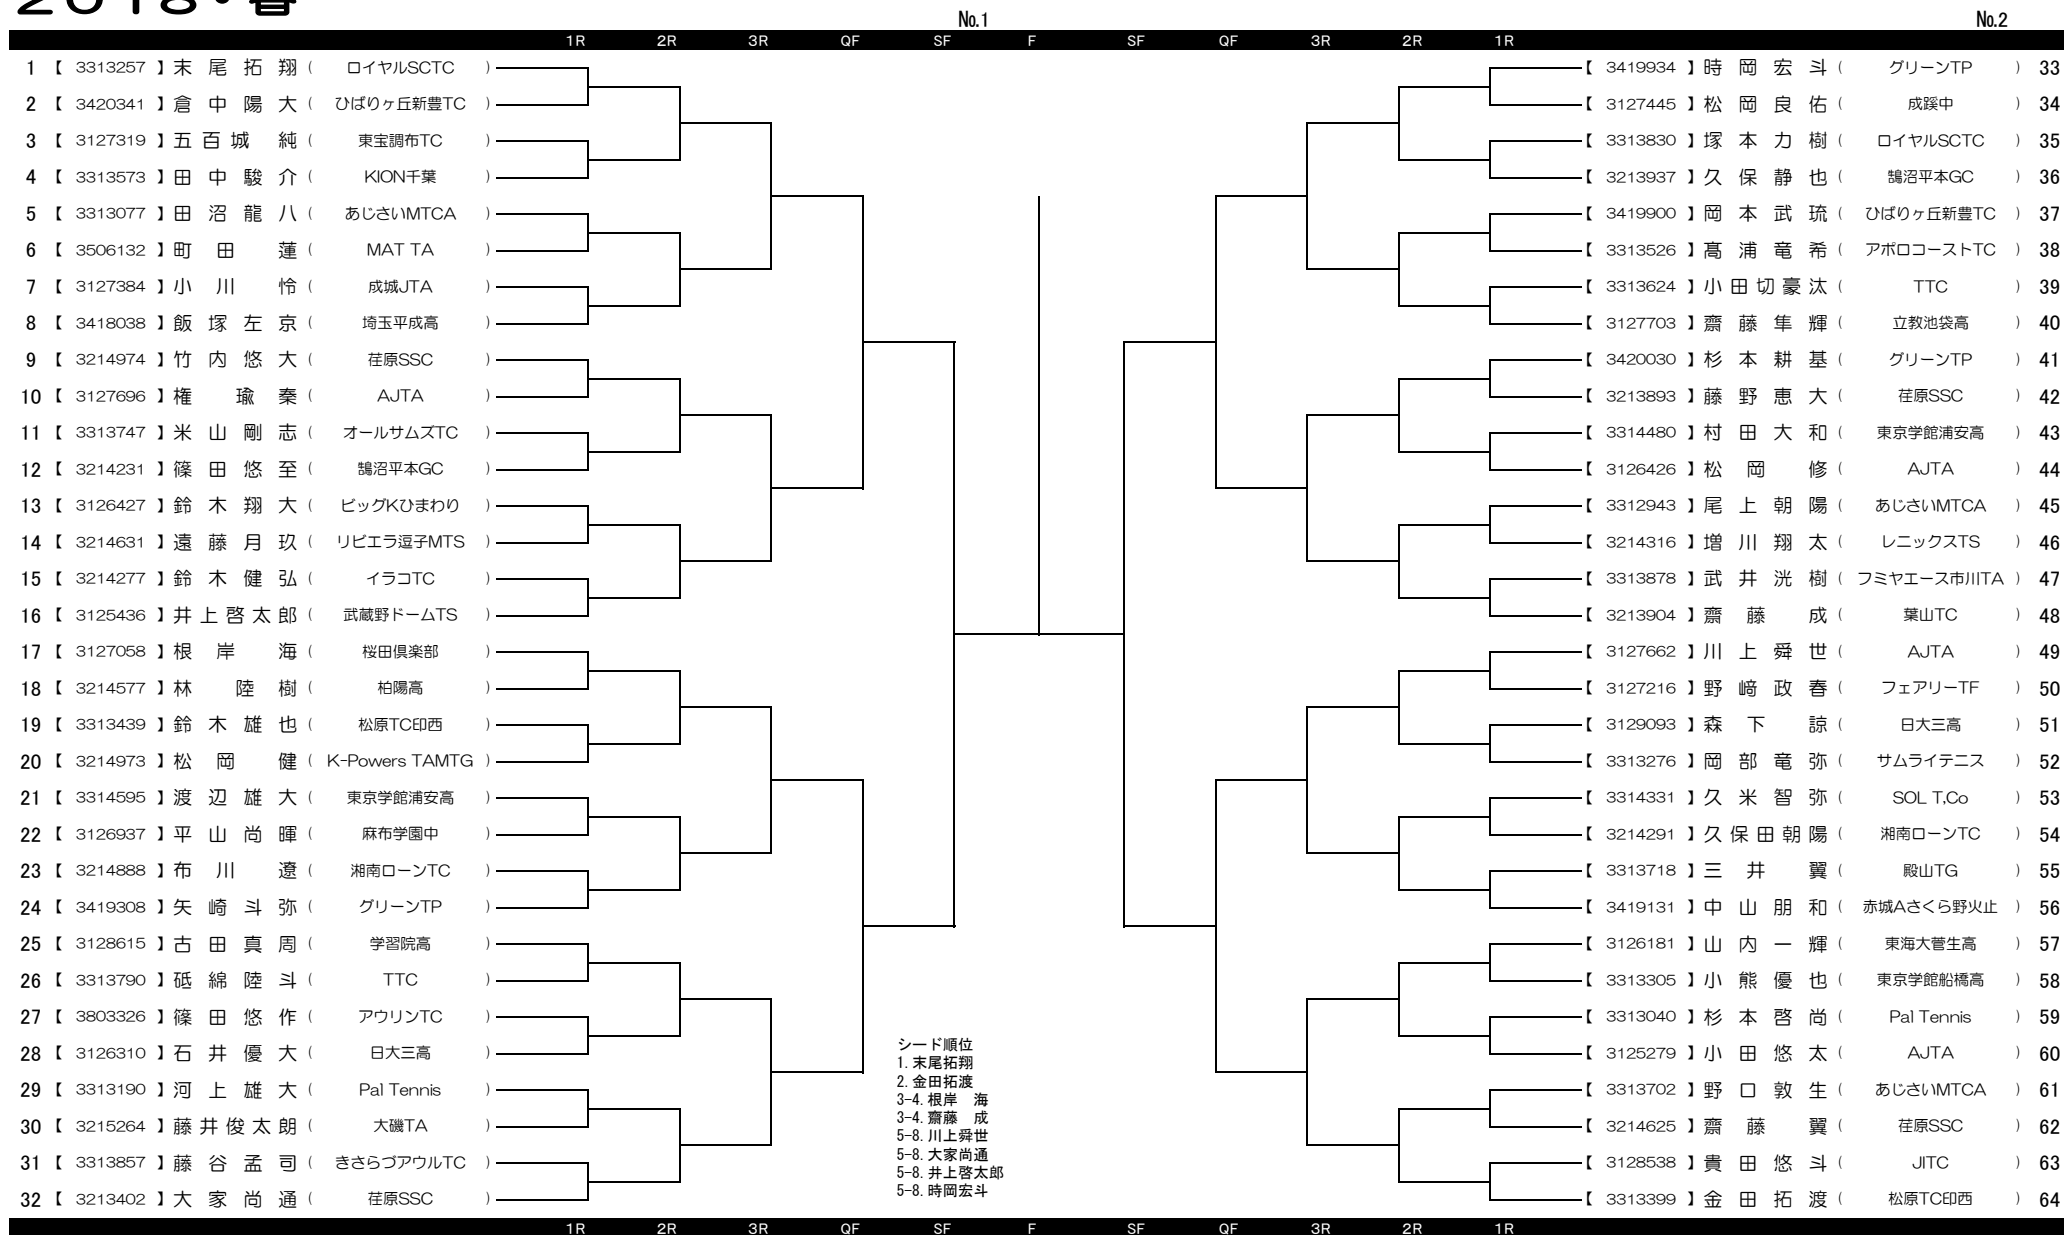 2018・春
No.1
No.2
1R 2R 3R QF SF F SF QF 3R 2R 1R
1 【 3313257 】 末尾拓翔 ( ロイヤルSCTC )
2 【 3420341 】 倉中陽大 ( ひばりヶ丘新豊TC )
3 【 3127319 】 五百城純 ( 東宝調布TC )
4 【 3313573 】 田中駿介 ( KION千葉 )
5 【 3313077 】 田沼龍八 ( あじさいMTCA )
6 【 3506132 】 町田蓮 ( MAT TA )
7 【 3127384 】 小川怜 ( 成城JTA )
8 【 3418038 】 飯塚左京 ( 埼玉平成高 )
9 【 3214974 】 竹内悠大 ( 荏原SSC )
10 【 3127696 】 権瑜秦 ( AJTA )
11 【 3313747 】 米山剛志 ( オールサムズTC )
12 【 3214231 】 篠田悠至 ( 鵠沼平本GC )
13 【 3126427 】 鈴木翔大 ( ビッグKひまわり )
14 【 3214631 】 遠藤月玖 ( リビエラ逗子MTS )
15 【 3214277 】 鈴木健弘 ( イラコTC )
16 【 3125436 】 井上啓太郎 ( 武蔵野ドームTS )
17 【 3127058 】 根岸海 ( 桜田倶楽部 )
18 【 3214577 】 林陸樹 ( 柏陽高 )
19 【 3313439 】 鈴木雄也 ( 松原TC印西 )
20 【 3214973 】 松岡健 ( K-Powers TAMTG )
21 【 3314595 】 渡辺雄大 ( 東京学館浦安高 )
22 【 3126937 】 平山尚暉 ( 麻布学園中 )
23 【 3214888 】 布川遼 ( 湘南ローンTC )
24 【 3419308 】 矢崎斗弥 ( グリーンTP )
25 【 3128615 】 古田真周 ( 学習院高 )
26 【 3313790 】 砥綿陸斗 ( TTC )
27 【 3803326 】 篠田悠作 ( アウリンTC )
28 【 3126310 】 石井優大 ( 日大三高 )
29 【 3313190 】 河上雄大 ( Pal Tennis )
30 【 3215264 】 藤井俊太朗 ( 大磯TA )
31 【 3313857 】 藤谷孟司 ( きさらづアウルTC )
32 【 3213402 】 大家尚通 ( 荏原SSC )
シード順位
1. 末尾拓翔
2. 金田拓渡
3-4. 根岸 海
3-4. 齋藤 成
5-8. 川上舜世
5-8. 大家尚通
5-8. 井上啓太郎
5-8. 時岡宏斗
【 3419934 】 時岡宏斗 ( グリーンTP ) 33
【 3127445 】 松岡良佑 ( 成蹊中 ) 34
【 3313830 】 塚本力樹 ( ロイヤルSCTC ) 35
【 3213937 】 久保静也 ( 鵠沼平本GC ) 36
【 3419900 】 岡本武琉 ( ひばりヶ丘新豊TC ) 37
【 3313526 】 髙浦竜希 ( アポロコーストTC ) 38
【 3313624 】 小田切豪汰 ( TTC ) 39
【 3127703 】 齋藤隼輝 ( 立教池袋高 ) 40
【 3420030 】 杉本耕基 ( グリーンTP ) 41
【 3213893 】 藤野恵大 ( 荏原SSC ) 42
【 3314480 】 村田大和 ( 東京学館浦安高 ) 43
【 3126426 】 松岡修 ( AJTA ) 44
【 3312943 】 尾上朝陽 ( あじさいMTCA ) 45
【 3214316 】 増川翔太 ( レニックスTS ) 46
【 3313878 】 武井洸樹 ( フミヤエース市川TA ) 47
【 3213904 】 齋藤成 ( 葉山TC ) 48
【 3127662 】 川上舜世 ( AJTA ) 49
【 3127216 】 野﨑政春 ( フェアリーTF ) 50
【 3129093 】 森下諒 ( 日大三高 ) 51
【 3313276 】 岡部竜弥 ( サムライテニス ) 52
【 3314331 】 久米智弥 ( SOL T,Co ) 53
【 3214291 】 久保田朝陽 ( 湘南ローンTC ) 54
【 3313718 】 三井翼 ( 殿山TG ) 55
【 3419131 】 中山朋和 ( 赤城Aさくら野火止 ) 56
【 3126181 】 山内一輝 ( 東海大菅生高 ) 57
【 3313305 】 小熊優也 ( 東京学館船橋高 ) 58
【 3313040 】 杉本啓尚 ( Pal Tennis ) 59
【 3125279 】 小田悠太 ( AJTA ) 60
【 3313702 】 野口敦生 ( あじさいMTCA ) 61
【 3214625 】 齋藤翼 ( 荏原SSC ) 62
【 3128538 】 貴田悠斗 ( JITC ) 63
【 3313399 】 金田拓渡 ( 松原TC印西 ) 64
1R 2R 3R QF SF F SF QF 3R 2R 1R